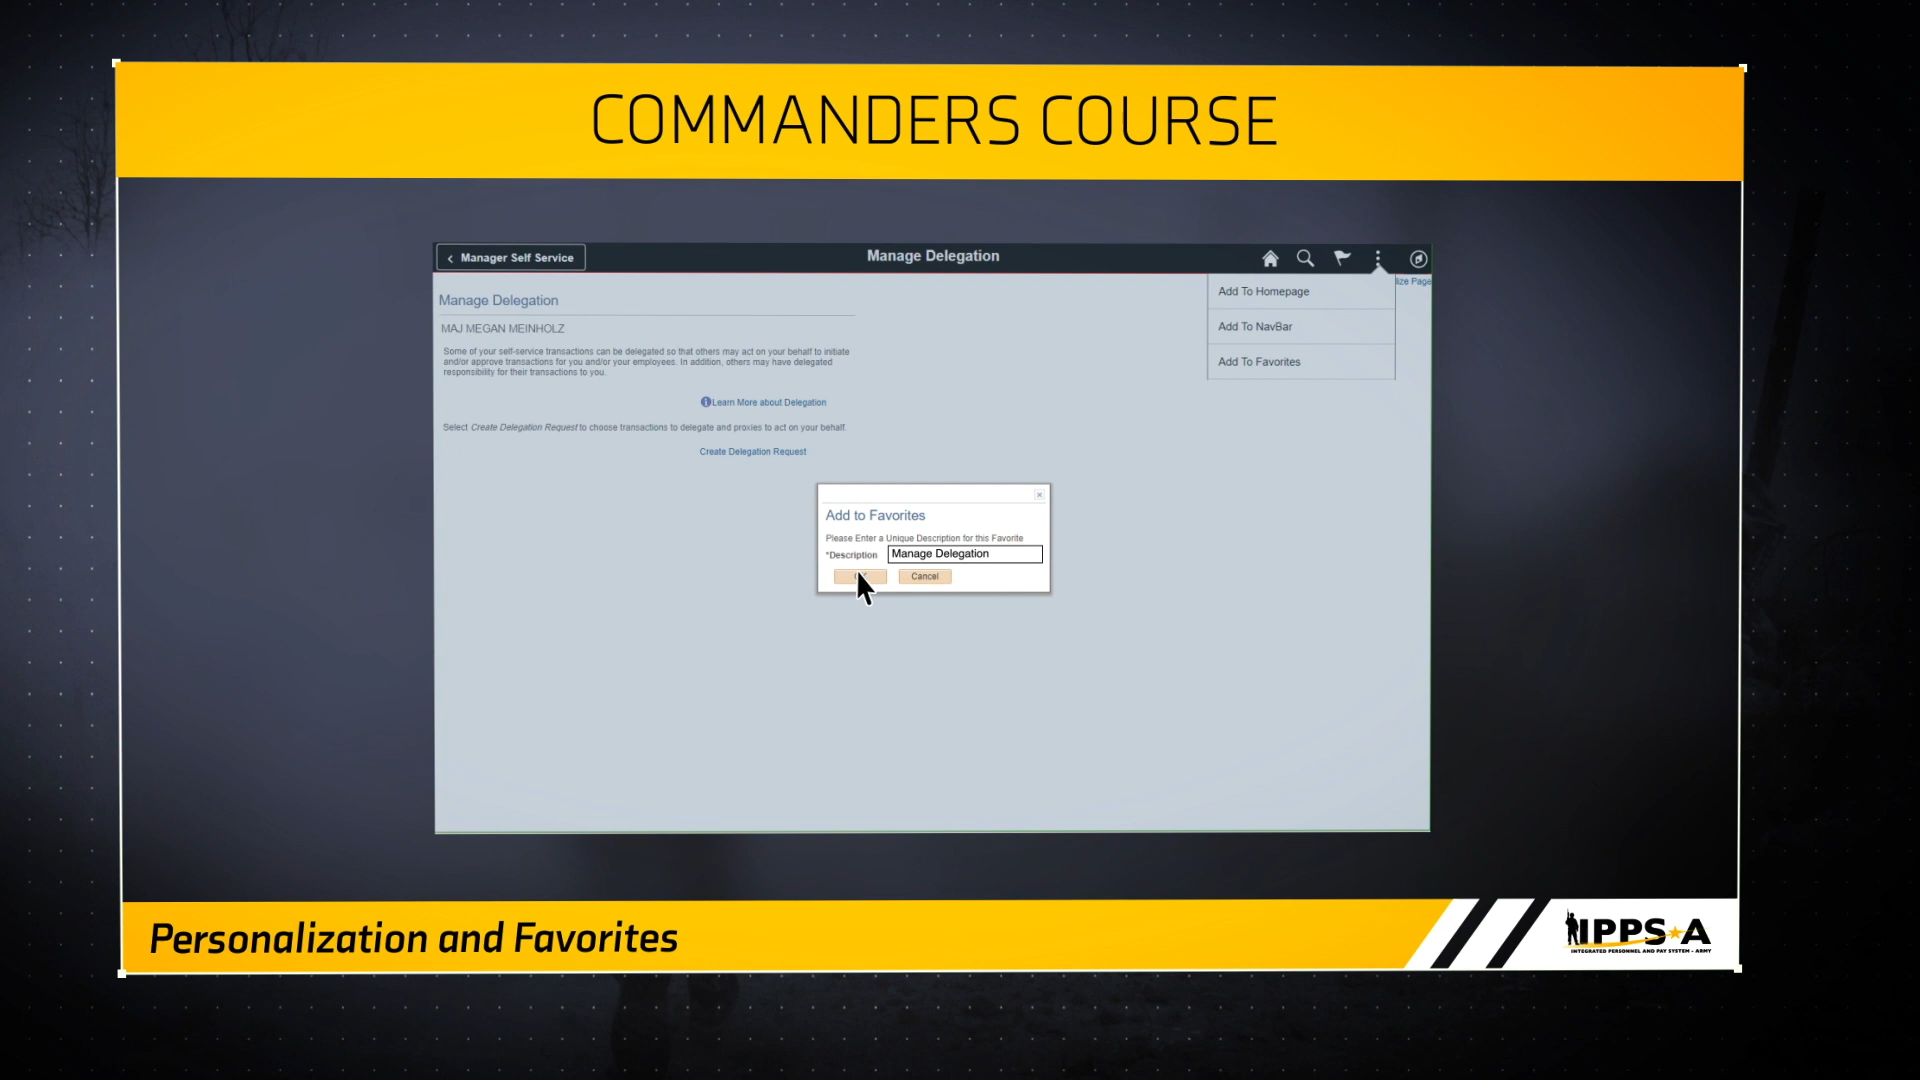 COMMANDERS COURSE
Manager Self Service
Manage Delegation
Manage Delegation
MAJ MEGAN MEINHOLZ
Some of your self-service transactions can be delegated so that others may act on your behalf to initiate
and/or approve transactions for you and/or your employees. In addition, others may have delegated
responsibility for their transactions to you.
Learn More about Delegation
Select Create Delegation Request to choose transactions to delegate and proxies to act on your behalf.
Create Delegation Request
Add To Homepage
Add To NavBar
Add To Favorites
lize Page
Add to Favorites
Please Enter a Unique Description for this Favorite
*Description Manage Delegation
Cancel
Personalization and Favorites
IPPS A
INTEGRATED PERSONNEL AND PAY SYSTEM - ARMY